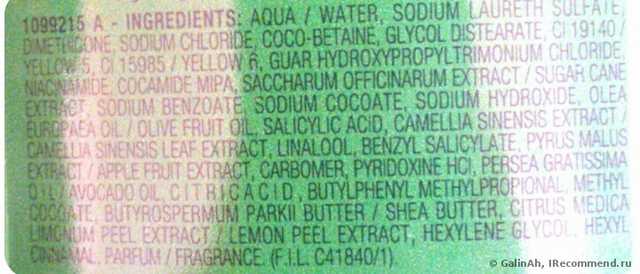 1099215 A - INGREDIENTS: AQUA / WATER, SODIUM LAURETH SULFATE,
DIMETHICONE, SODIUM CHLORIDE, COCO-BETAINE, GLYCOL DISTEARATE, CI 19140 /
YELLOW 5, CI 15985 / YELLOW 6, GUAR HYDROXYPROPYLTRIMONIUM CHLORIDE,
NIACINAMIDE, COCAMIDE MIPA, SACCHARUM OFFICINARUM EXTRACT / SUGAR CANE
EXTRACT, SODIUM BENZOATE, SODIUM COCOATE, SODIUM HYDROXIDE, OLEA
EUROPAEA OIL / OLIVE FRUIT OIL, SALICYLIC ACID, CAMELLIA SINENSIS EXTRACT /
CAMELLIA SINENSIS LEAF EXTRACT, LINALOOL, BENZYL SALICYLATE, PYRUS MALUS
EXTRACT / APPLE FRUIT EXTRACT, CARBOMER, PYRIDOXINE HCl, PERSEA GRATISSIMA
OIL / AVOCADO OIL, CITRIC ACID, BUTYLPHENYL METHYLPROPIONAL, METHYL
COCOATE, BUTYROSPERMUM PARKII BUTTER / SHEA BUTTER, CITRUS MEDICA
LIMONUM PEEL EXTRACT / LEMON PEEL EXTRACT, HEXYLENE GLYCOL, HEXYL
CINNAMAL, PARFUM / FRAGRANCE. (F.I.L. C41840/1).
© GalinAh, IRecommend.ru